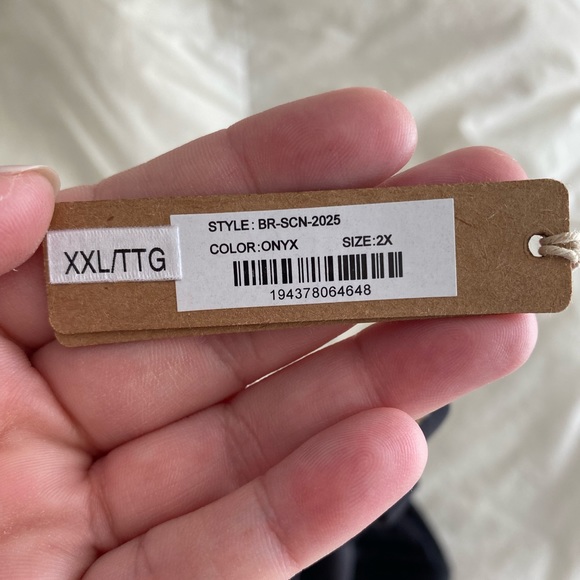 XXL/TTG
STYLE: BR-SCN-2025
COLOR:ONYX SIZE:2X
194378064648